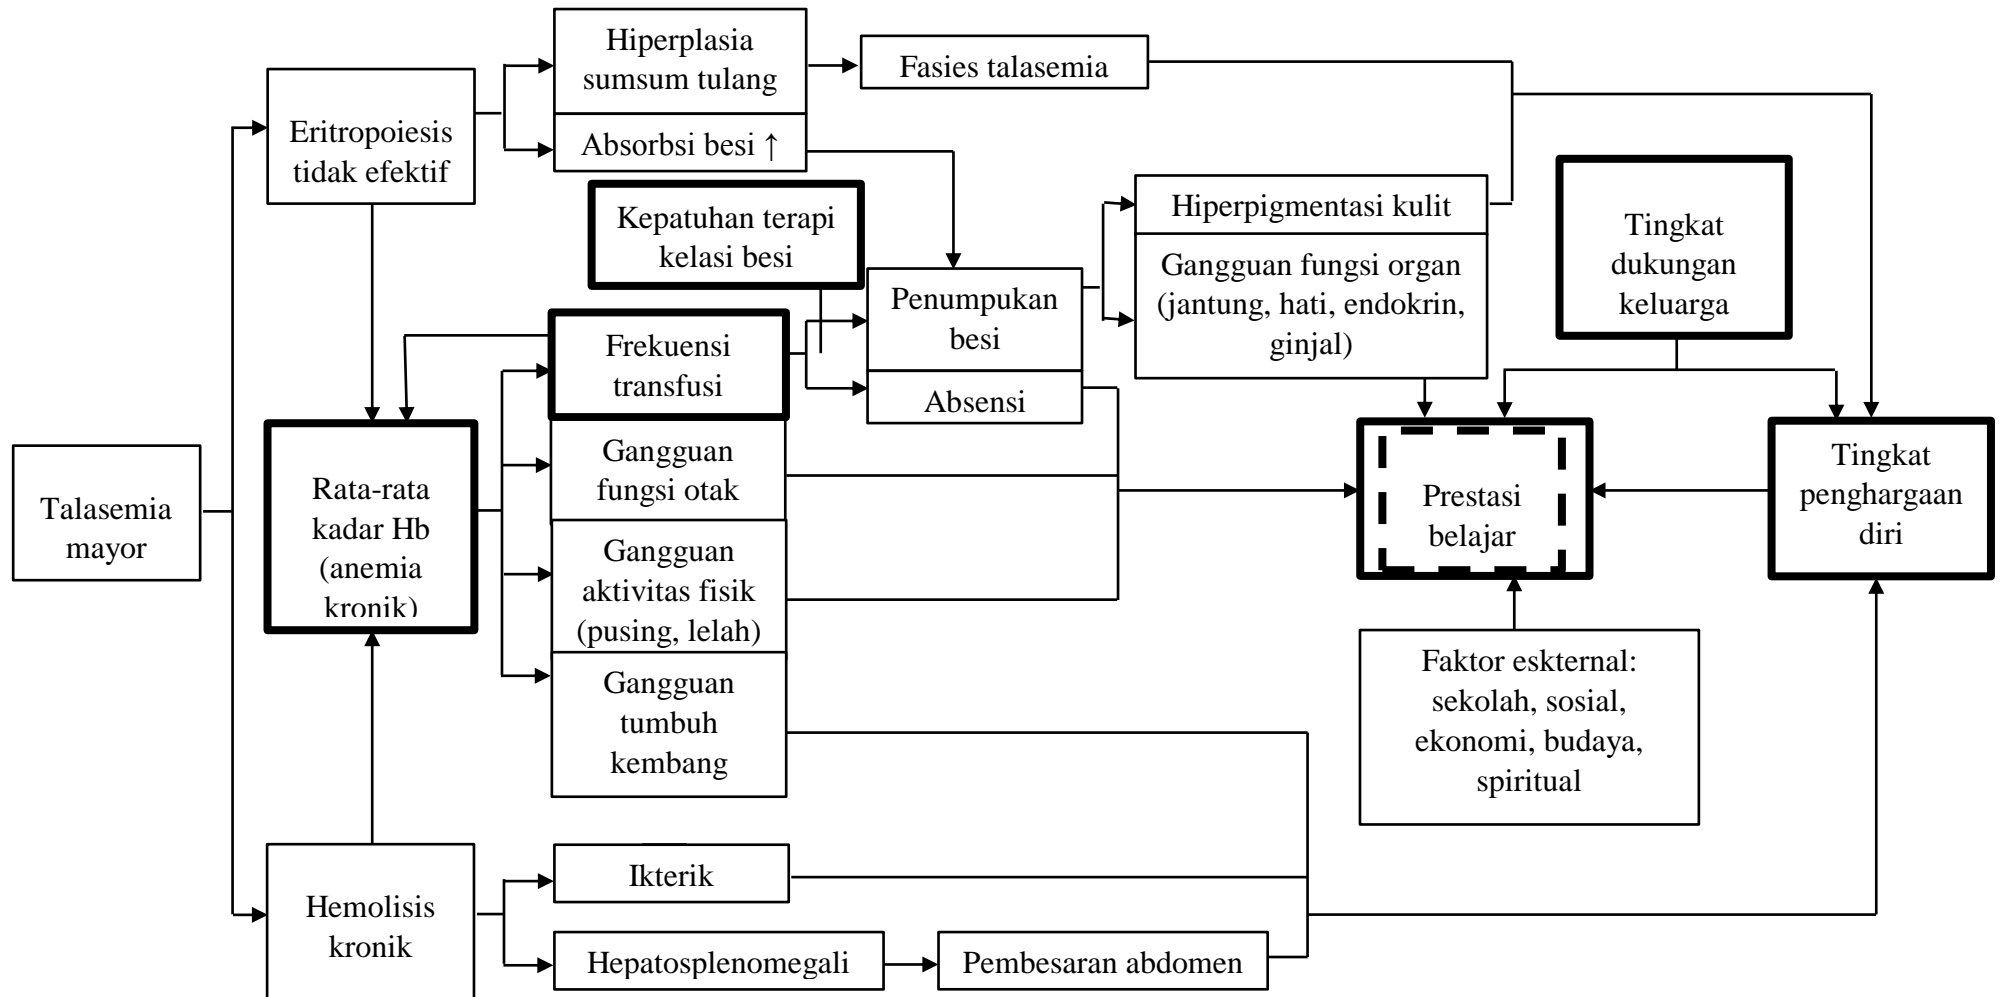 Hiperplasia
sumsum tulang
Fasies talasemia
Eritropoiesis
tidak efektif
Absorbsi besi ↑
Kepatuhan terapi
kelasi besi
Hiperpigmentasi kulit
Gangguan fungsi organ
(jantung, hati, endokrin,
ginjal)
Tingkat
dukungan
keluarga
Penumpukan
besi
Absensi
Frekuensi
transfusi
Talasemia
mayor
Rata-rata
kadar Hb
(anemia
kronik)
Gangguan
fungsi otak
Gangguan
aktivitas fisik
(pusing, lelah)
Gangguan
tumbuh
kembang
Prestasi
belajar
Tingkat
penghargaan
diri
Faktor eskternal:
sekolah, sosial,
ekonomi, budaya,
spiritual
Hemolisis
kronik
Ikterik
Hepatosplenomegali
Pembesaran abdomen